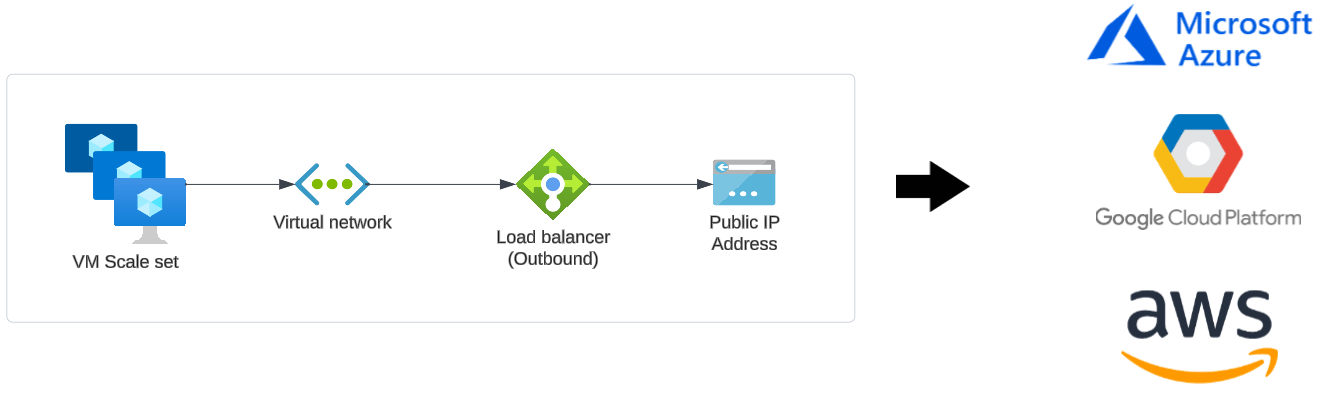 Microsoft
Azure
VM Scale set
Virtual network
Load balancer
(Outbound)
Public IP
Address
Google Cloud Platform
aws